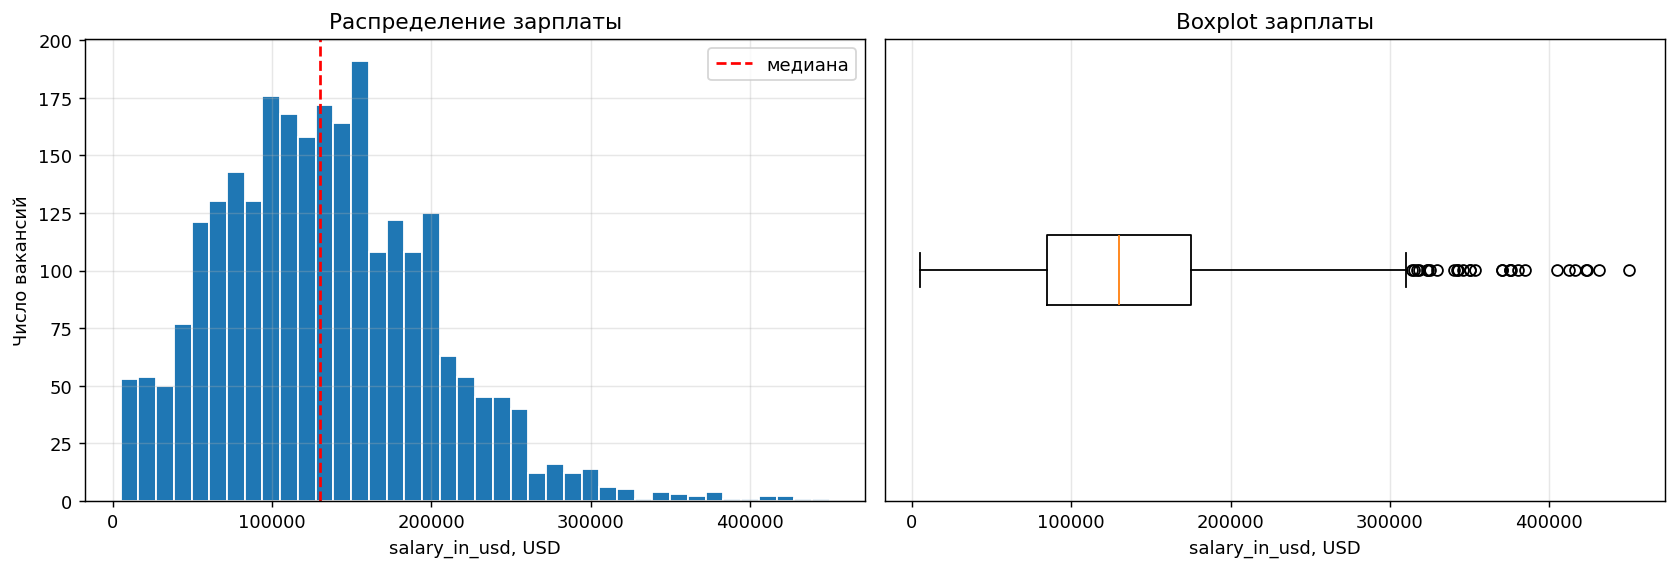 Распределение зарплаты
Число вакансий
200
175
150
125
100
75
50
25
0
медиана
0 100000 200000 300000 400000
salary_in_usd, USD
Boxplot зарплаты
0 100000 200000 300000 400000
salary_in_usd, USD